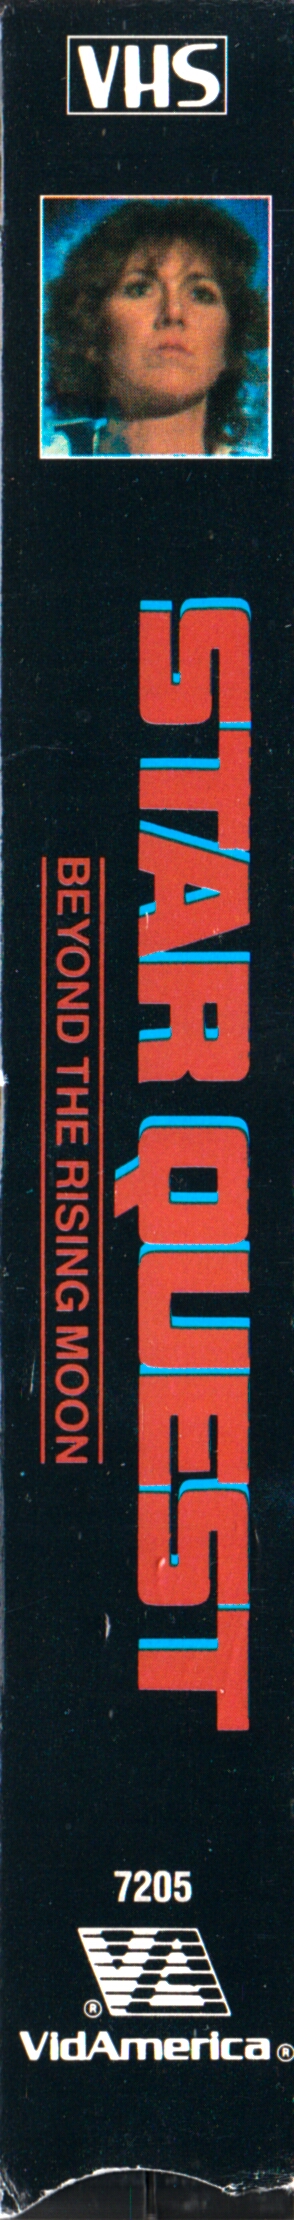 VHS
STAR QUEST
BEYOND THE RISING MOON
7205
®
VidAmerica®